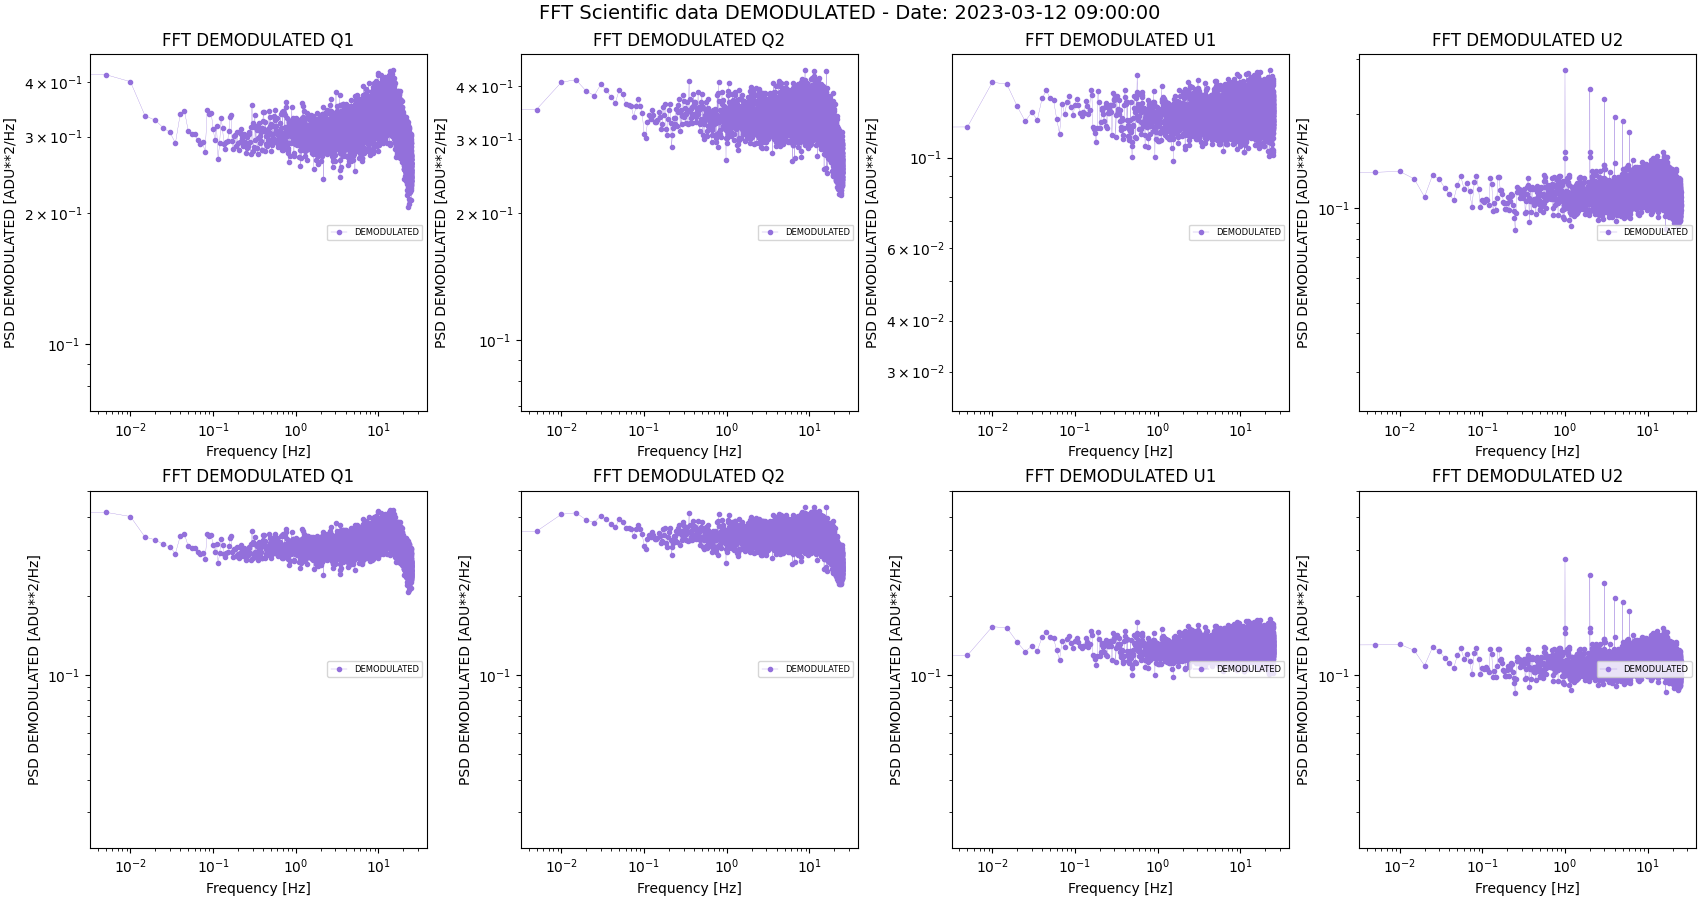 FFT Scientific data DEMODULATED - Date: 2023-03-12 09:00:00
FFT DEMODULATED Q1
PSD DEMODULATED [ADU**2/Hz]
4 × 10⁻¹
3 × 10⁻¹
2 × 10⁻¹
10⁻¹
DEMODULATED
10⁻² 10⁻¹ 10⁰ 10¹
Frequency [Hz]
FFT DEMODULATED Q2
PSD DEMODULATED [ADU**2/Hz]
4 × 10⁻¹
3 × 10⁻¹
2 × 10⁻¹
10⁻¹
DEMODULATED
10⁻² 10⁻¹ 10⁰ 10¹
Frequency [Hz]
FFT DEMODULATED U1
PSD DEMODULATED [ADU**2/Hz]
10⁻¹
6 × 10⁻²
4 × 10⁻²
3 × 10⁻²
DEMODULATED
10⁻² 10⁻¹ 10⁰ 10¹
Frequency [Hz]
FFT DEMODULATED U2
PSD DEMODULATED [ADU**2/Hz]
10⁻¹
DEMODULATED
10⁻² 10⁻¹ 10⁰ 10¹
Frequency [Hz]
FFT DEMODULATED Q1
PSD DEMODULATED [ADU**2/Hz]
10⁻¹
DEMODULATED
10⁻² 10⁻¹ 10⁰ 10¹
Frequency [Hz]
FFT DEMODULATED Q2
PSD DEMODULATED [ADU**2/Hz]
10⁻¹
DEMODULATED
10⁻² 10⁻¹ 10⁰ 10¹
Frequency [Hz]
FFT DEMODULATED U1
PSD DEMODULATED [ADU**2/Hz]
10⁻¹
DEMODULATED
10⁻² 10⁻¹ 10⁰ 10¹
Frequency [Hz]
FFT DEMODULATED U2
PSD DEMODULATED [ADU**2/Hz]
10⁻¹
DEMODULATED
10⁻² 10⁻¹ 10⁰ 10¹
Frequency [Hz]